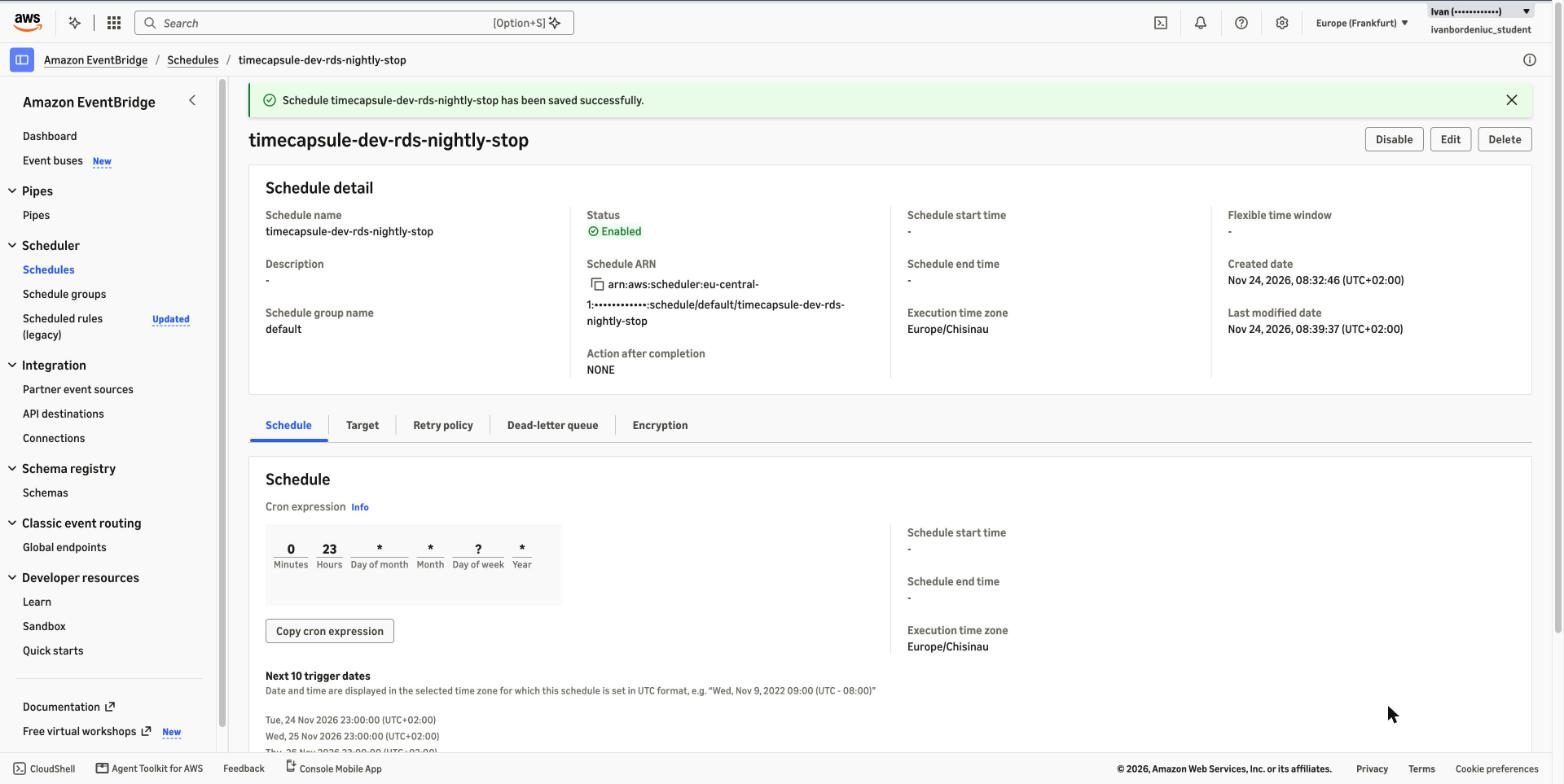 aws
Search
[Option+S]
Europe (Frankfurt)
Ivan (••••••••••••)
ivanbordeniuc_student
Amazon EventBridge / Schedules / timecapsule-dev-rds-nightly-stop
Amazon EventBridge
Dashboard
Event buses New
Pipes
Pipes
Scheduler
Schedules
Schedule groups
Scheduled rules
(legacy)
Updated
Integration
Partner event sources
API destinations
Connections
Schema registry
Schemas
Classic event routing
Global endpoints
Developer resources
Learn
Sandbox
Quick starts
Documentation
Free virtual workshops New
Schedule timecapsule-dev-rds-nightly-stop has been saved successfully.
timecapsule-dev-rds-nightly-stop
Disable
Edit
Delete
Schedule detail
Schedule name
timecapsule-dev-rds-nightly-stop
Description
-
Schedule group name
default
Status
Enabled
Schedule ARN
arn:aws:scheduler:eu-central-
1:••••••••••••:schedule/default/timecapsule-dev-rds-
nightly-stop
Action after completion
NONE
Schedule start time
-
Schedule end time
-
Execution time zone
Europe/Chisinau
Flexible time window
-
Created date
Nov 24, 2026, 08:32:46 (UTC+02:00)
Last modified date
Nov 24, 2026, 08:39:37 (UTC+02:00)
Schedule
Target
Retry policy
Dead-letter queue
Encryption
Schedule
Cron expression Info
0 23 * * ? *
Minutes Hours Day of month Month Day of week Year
Copy cron expression
Schedule start time
-
Schedule end time
-
Execution time zone
Europe/Chisinau
Next 10 trigger dates
Date and time are displayed in the selected time zone for which this schedule is set in UTC format, e.g. "Wed, Nov 9, 2022 09:00 (UTC - 08:00)"
Tue, 24 Nov 2026 23:00:00 (UTC+02:00)
Wed, 25 Nov 2026 23:00:00 (UTC+02:00)
Thu, 26 Nov 2026 23:00:00 (UTC+02:00)
CloudShell
Agent Toolkit for AWS
Feedback
Console Mobile App
© 2026, Amazon Web Services, Inc. or its affiliates.
Privacy
Terms
Cookie preferences